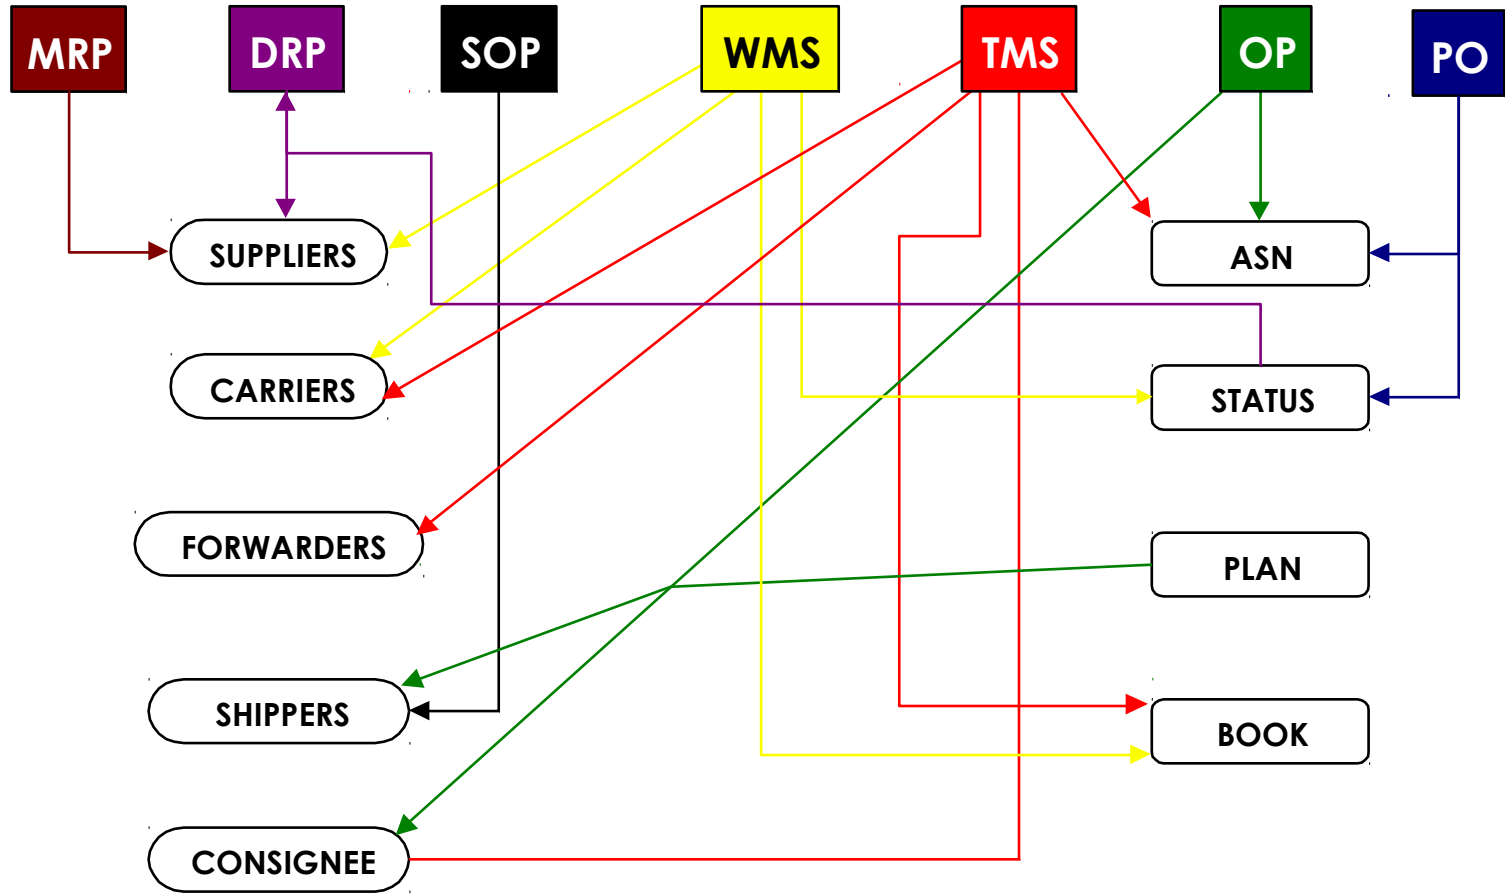 MRP
DRP
SOP
WMS
TMS
OP
PO
SUPPLIERS
ASN
CARRIERS
STATUS
FORWARDERS
PLAN
SHIPPERS
BOOK
CONSIGNEE